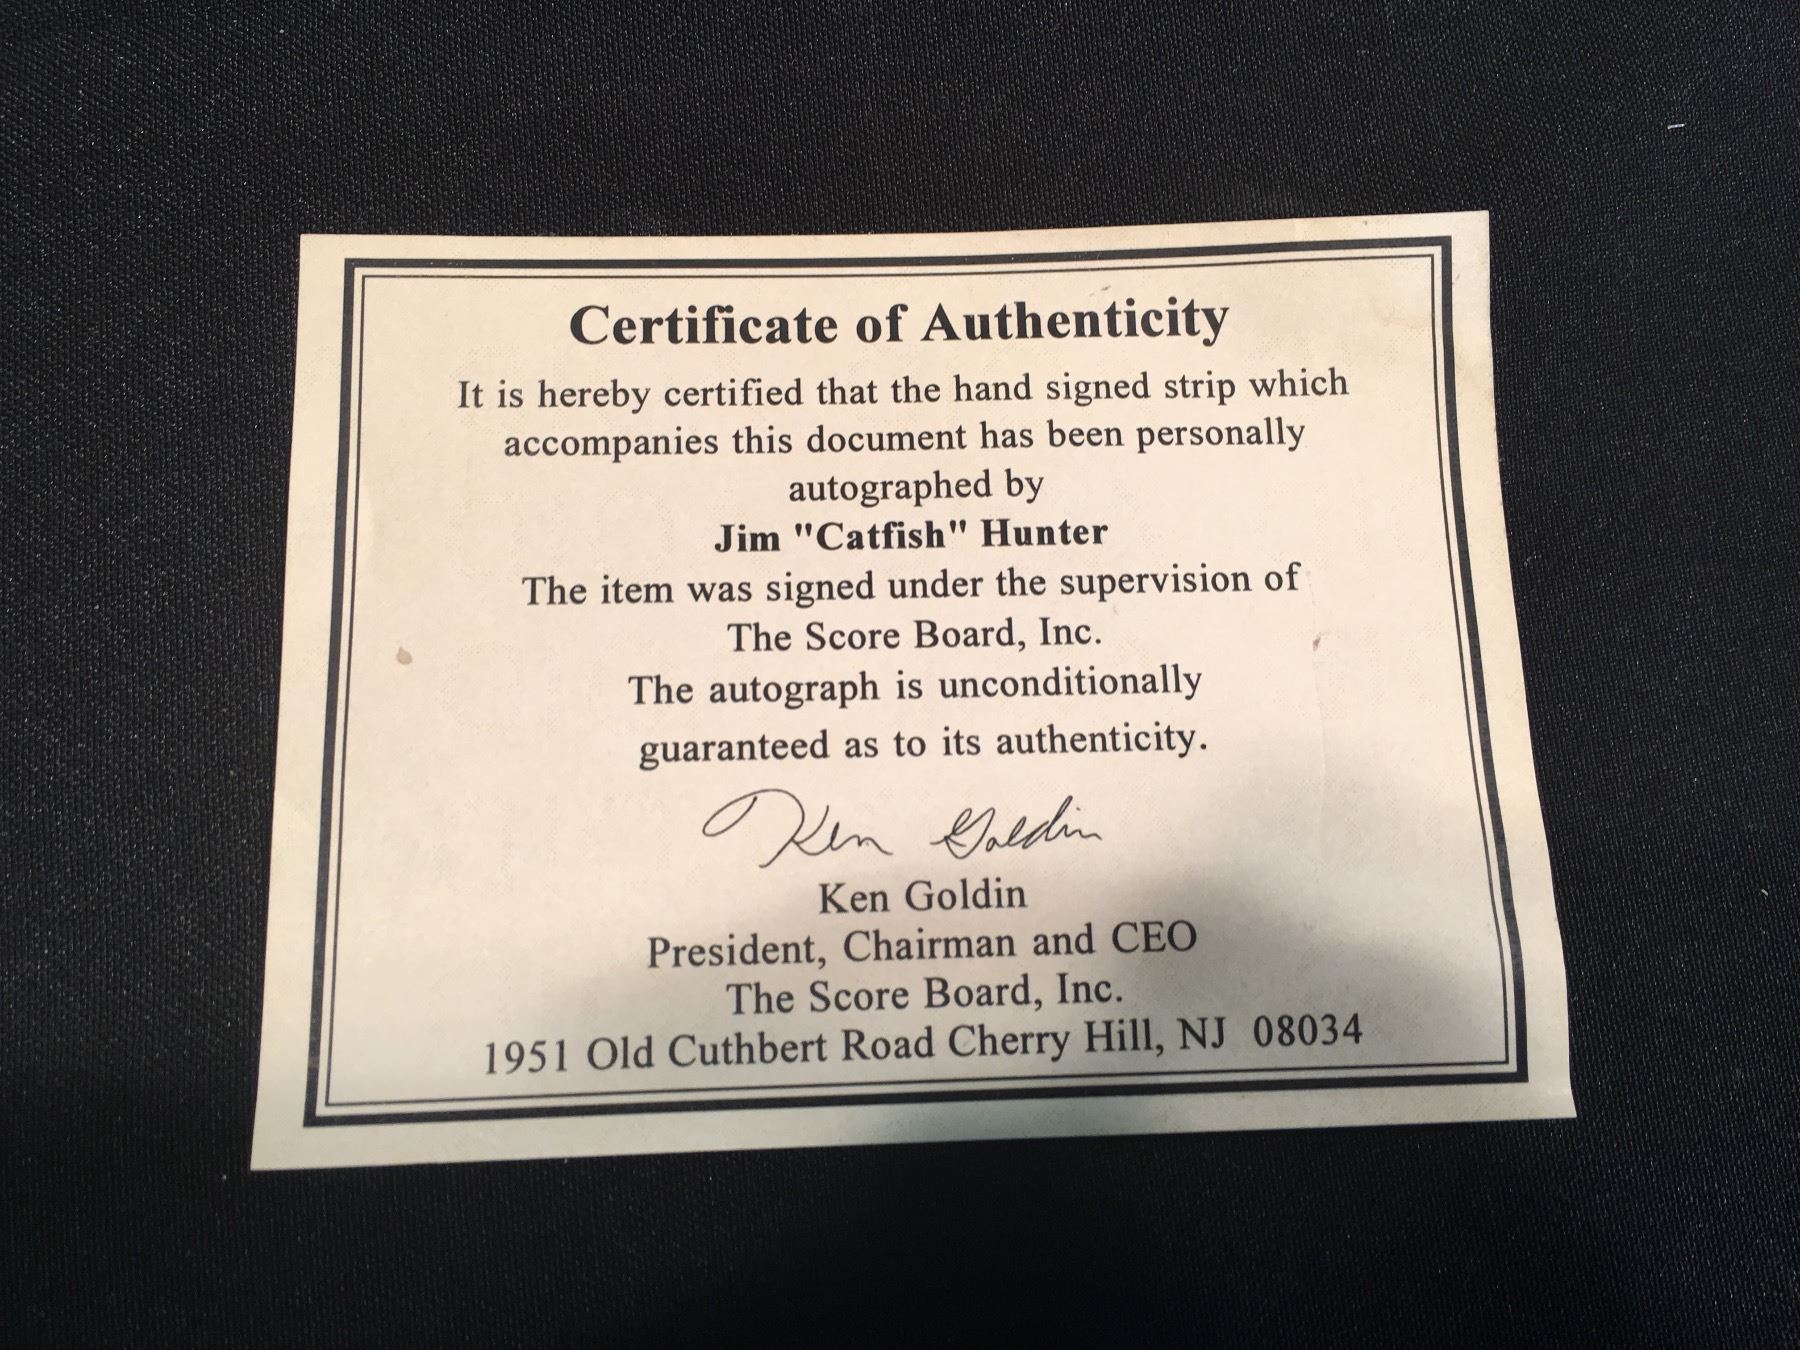 Certificate of Authenticity
It is hereby certified that the hand signed strip which
accompanies this document has been personally
autographed by
Jim "Catfish" Hunter
The item was signed under the supervision of
The Score Board, Inc.
The autograph is unconditionally
guaranteed as to its authenticity.
Ken Goldin
Ken Goldin
President, Chairman and CEO
The Score Board, Inc.
1951 Old Cuthbert Road Cherry Hill, NJ 08034